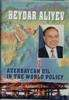 HEYDAR ALIYEV
AZERBAIJAN OIL
IN THE WORLD POLICY